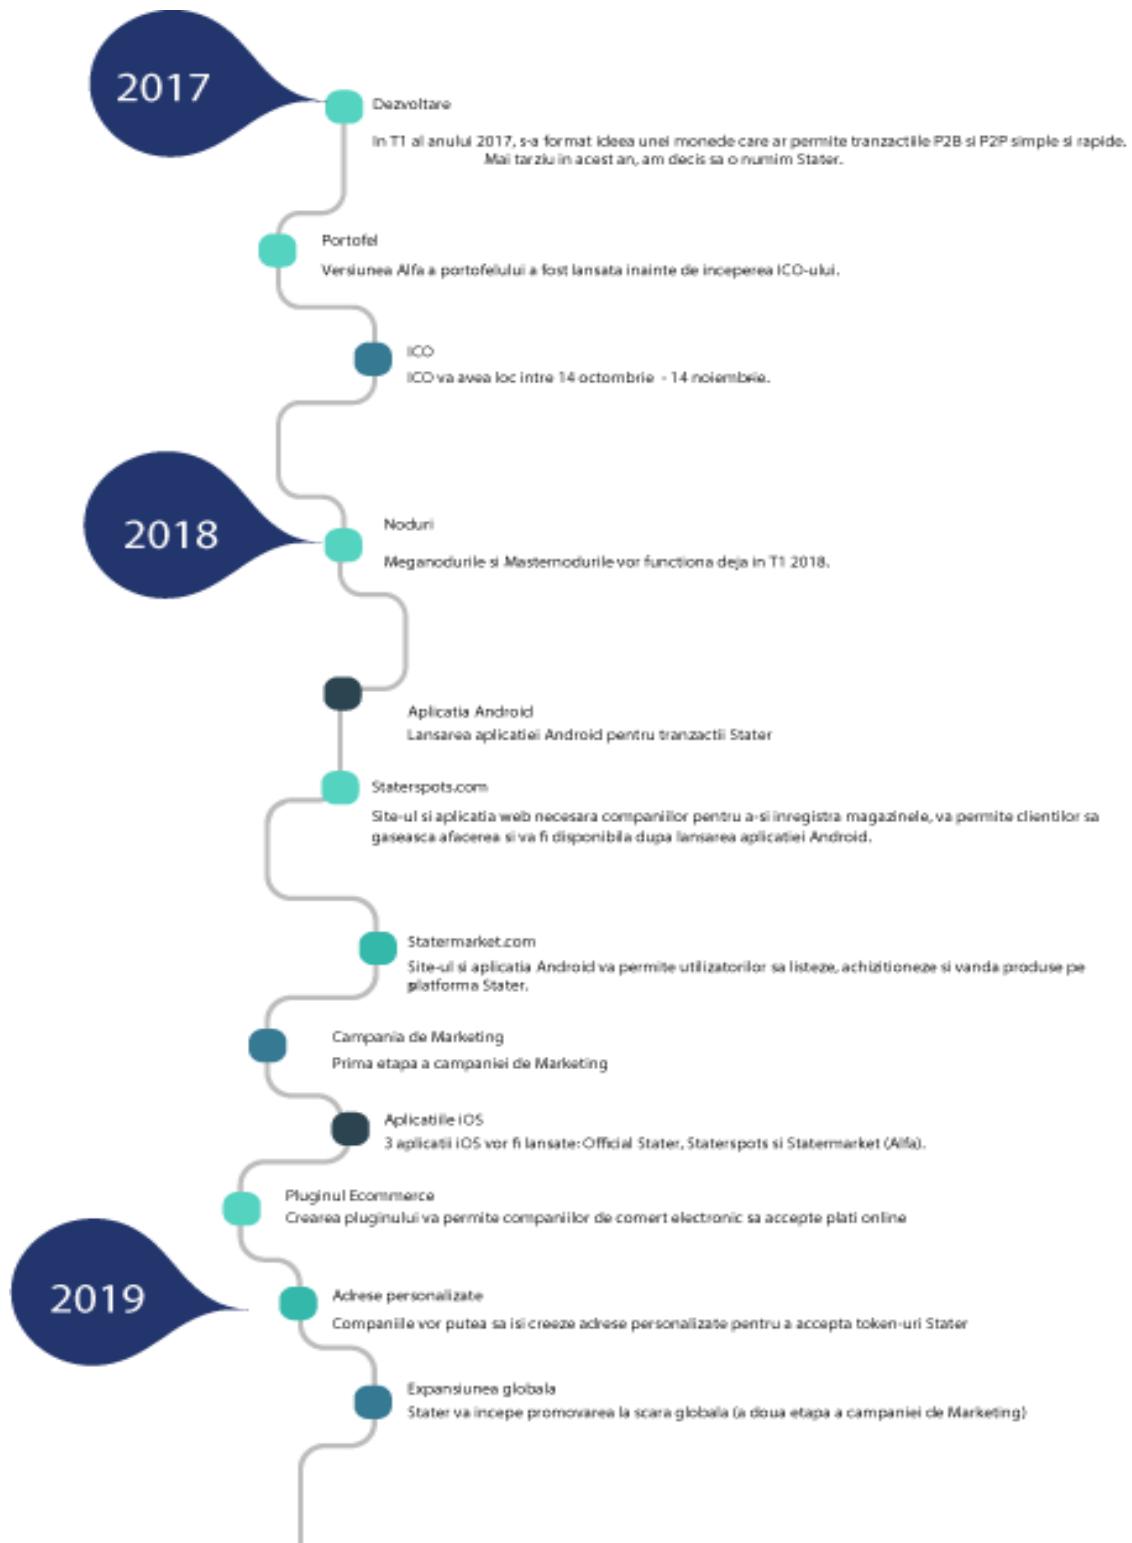 2017
Dezvoltare
In T1 al anului 2017, s-a format ideea unei monede care ar permite tranzactiile P2B si P2P simple si rapide.
Mai tarziu in acest an, am decis sa o numim Stater.
Portofel
Versiunea Alfa a portofelului a fost lansata inainte de inceperea ICO-ului.
ICO
ICO va avea loc intre 14 octombrie - 14 noiembrie.
2018
Noduri
Meganodurile si Masternodurile vor functiona deja in T1 2018.
Aplicatia Android
Lansarea aplicatiei Android pentru tranzactii Stater
Staterspots.com
Site-ul si aplicatia web necesara companiilor pentru a-si inregistra magazinele, va permite clientilor sa
gaseasca afacerea si va fi disponibila dupa lansarea aplicatiei Android.
Statermarket.com
Site-ul si aplicatia Android va permite utilizatorilor sa listeze, achizitioneze si vanda produse pe
platforma Stater.
Campania de Marketing
Prima etapa a campaniei de Marketing
Aplicatiile iOS
3 aplicatii iOS vor fi lansate: Official Stater, Staterspots si Statermarket (Alfa).
Pluginul Ecommerce
Crearea pluginului va permite companiilor de comert electronic sa accepte plati online
2019
Adrese personalizate
Companiile vor putea sa isi creeze adrese personalizate pentru a accepta token-uri Stater
Expansiunea globala
Stater va incepe promovarea la scara globala (a doua etapa a campaniei de Marketing)